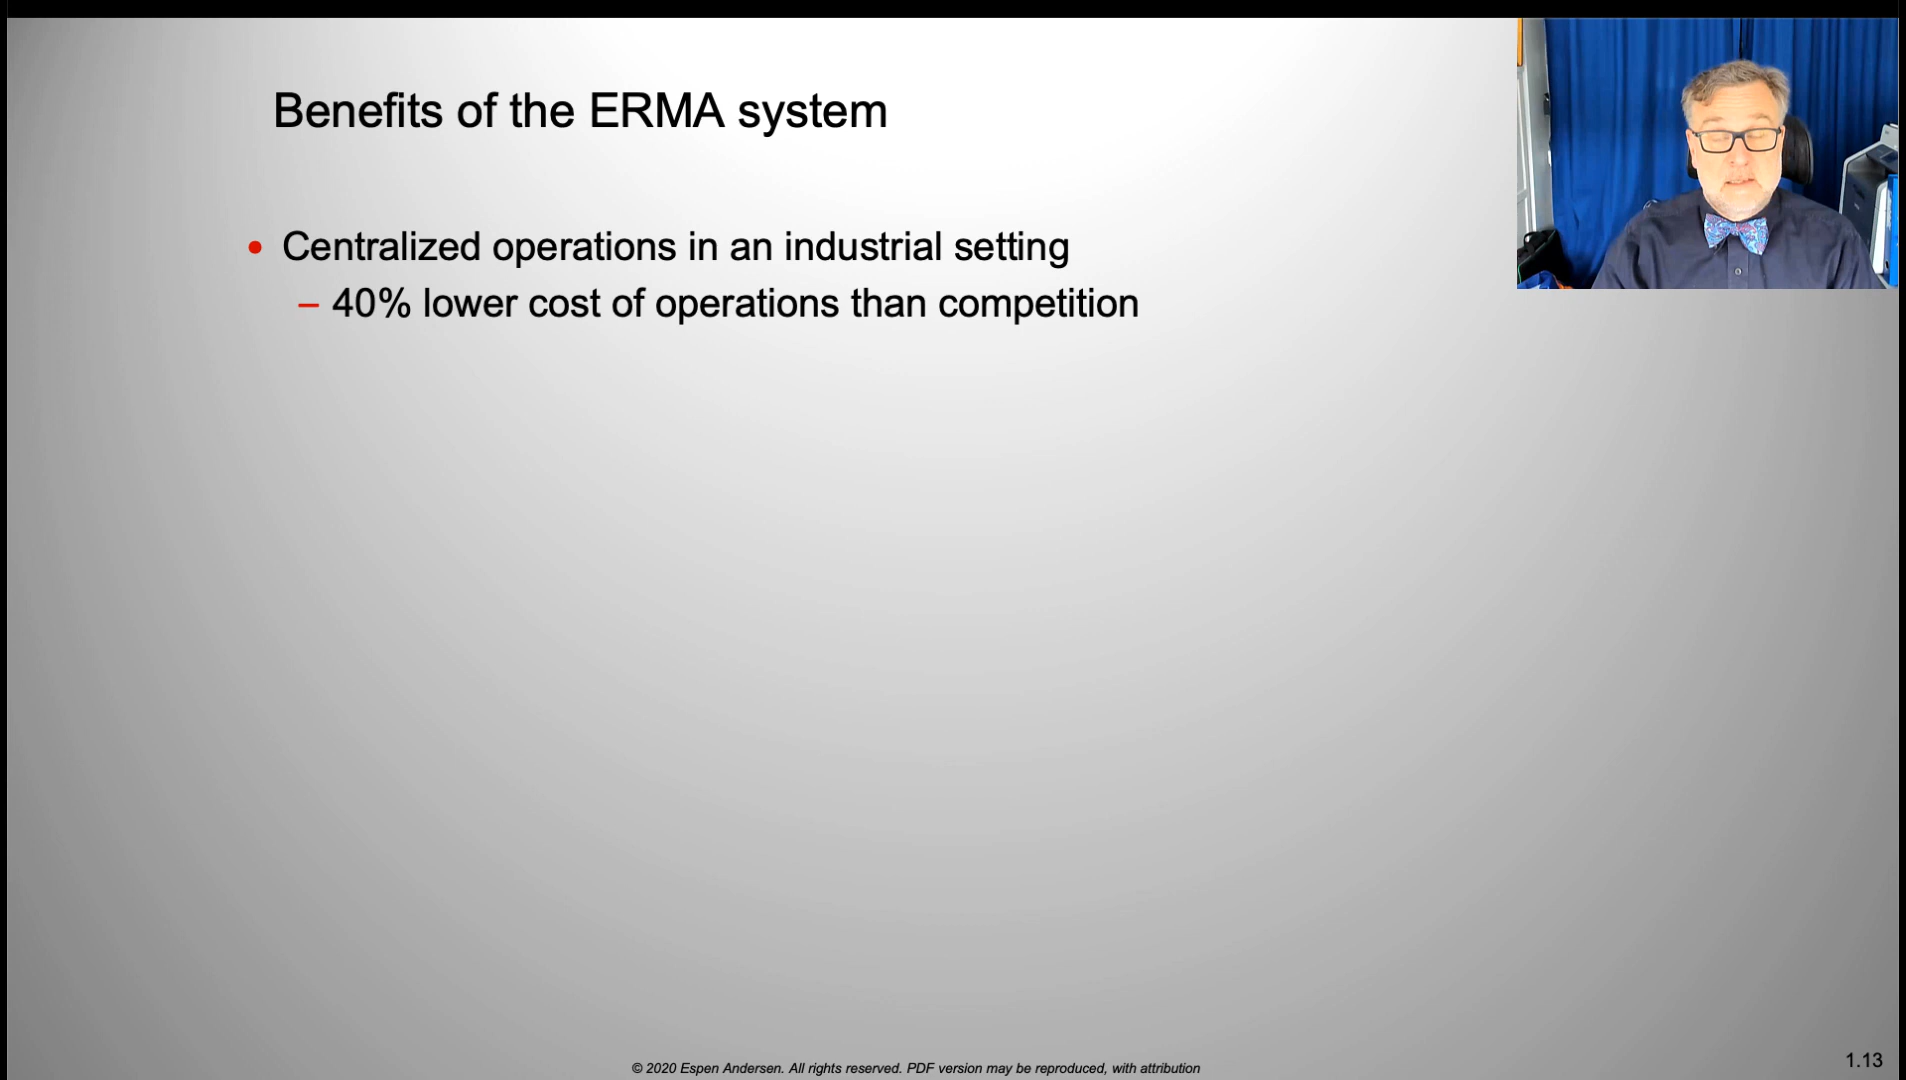 Benefits of the ERMA system
• Centralized operations in an industrial setting
– 40% lower cost of operations than competition
© 2020 Espen Andersen. All rights reserved. PDF version may be reproduced, with attribution
1.13